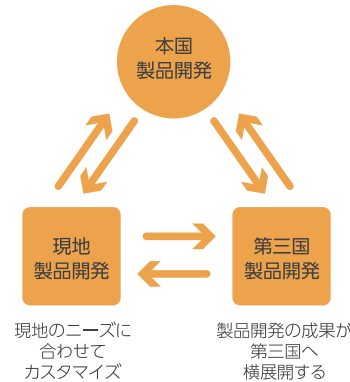 本国
製品開発
現地
製品開発
第三国
製品開発
現地のニーズに
合わせて
カスタマイズ
製品開発の成果が
第三国へ
横展開する